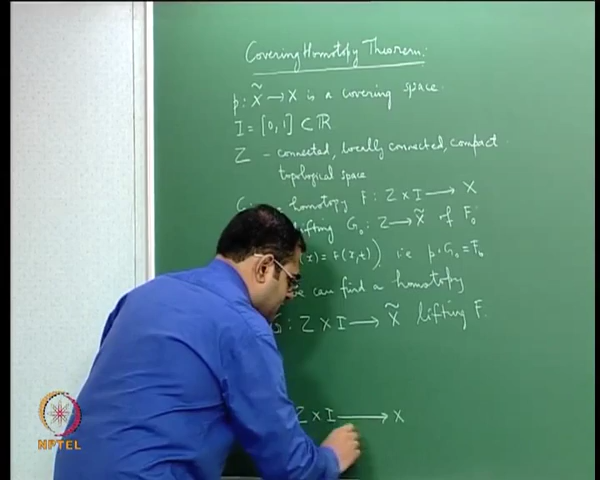 Covering Homotopy Theorem:
p: X̃ → X is a covering space.
I = [0, 1] ⊂ ℝ
Z – connected, locally connected, compact
topological space
homotopy F: Z × I → X
lifting G₀: Z → X̃ of F₀
(x) = F(x, t)) i.e p∘G₀ = F₀
we can find a homotopy
G: Z × I → X̃ lifting F.
Z × I → X
NPTEL